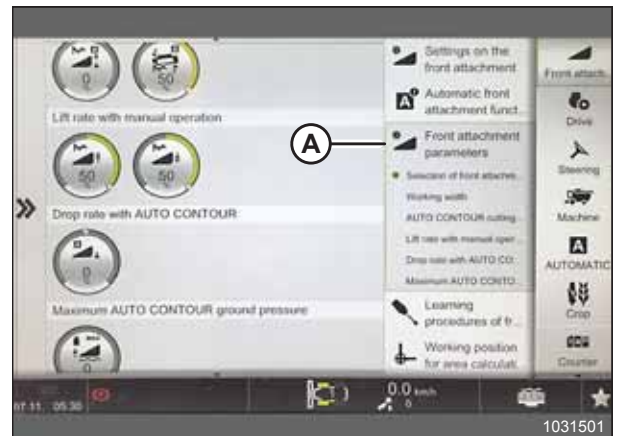 0
50
Lift rate with manual operation
50
50
Drop rate with AUTO CONTOUR
0
Maximum AUTO CONTOUR ground pressure
Settings on the
front attachment
Automatic front
attachment funct...
A
Front attachment
parameters
Selection of front attachm...
Working width
AUTO CONTOUR cutting...
Lift rate with manual oper...
Drop rate with AUTO CO...
Maximum AUTO CONTO...
Learning
procedures of fr...
Working position
for area calculati...
Front attach...
Drive
Steering
Machine
A
AUTOMATIC
Crop
Counter
07.11. 05:30
0.0 km/h
0
1031501